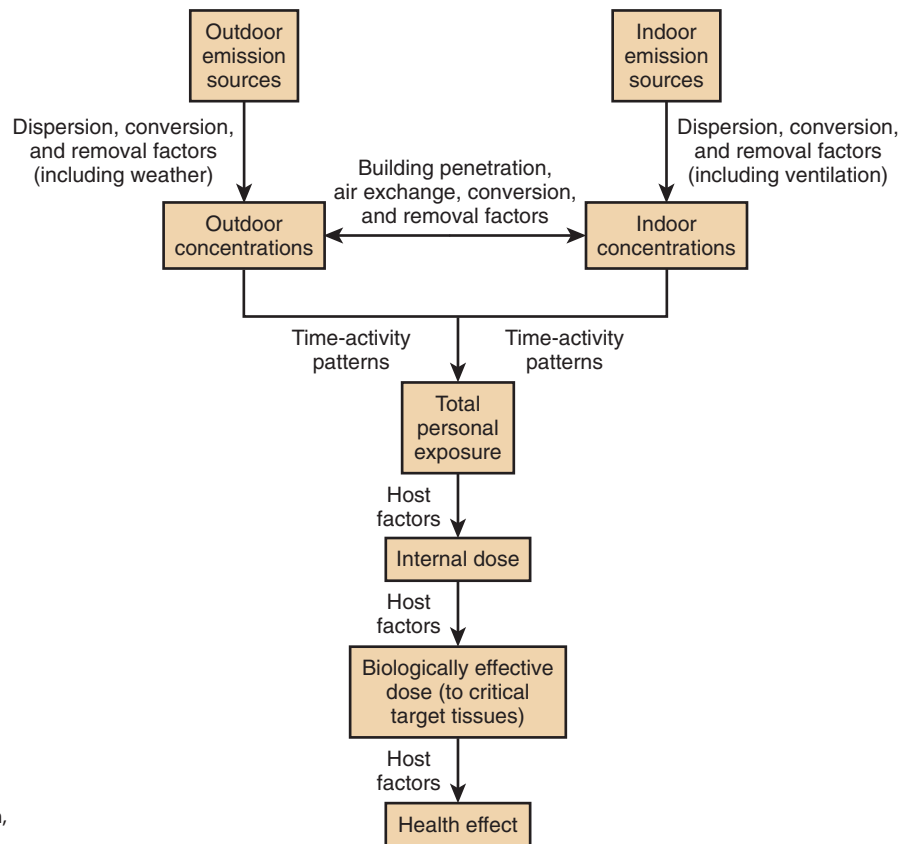 Outdoor
emission
sources
Indoor
emission
sources
Dispersion, conversion,
and removal factors
(including weather)
Dispersion, conversion,
and removal factors
(including ventilation)
Building penetration,
air exchange, conversion,
and removal factors
Outdoor
concentrations
Indoor
concentrations
Time-activity
patterns
Time-activity
patterns
Total
personal
exposure
Host
factors
Internal dose
Host
factors
Biologically effective
dose (to critical
target tissues)
Host
factors
Health effect